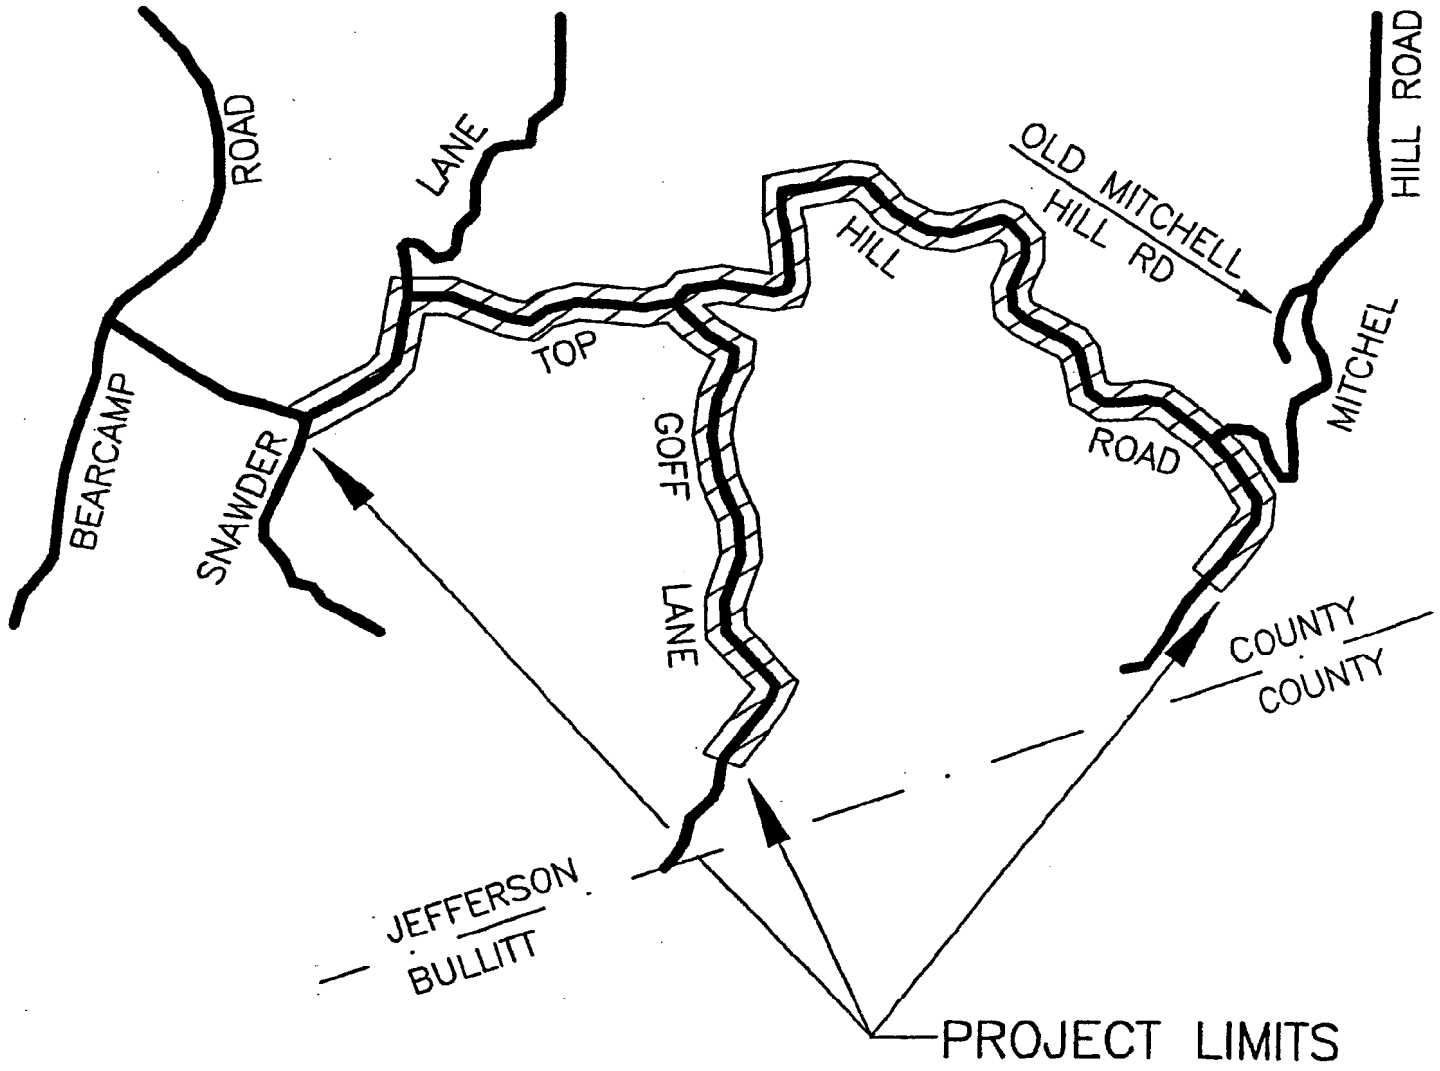 ROAD
LANE
HILL ROAD
OLD MITCHELL
HILL RD
HILL
TOP
MITCHEL
BEARCAMP
SNAWDER
GOFF
ROAD
LANE
COUNTY
COUNTY
JEFFERSON
BULLITT
PROJECT LIMITS